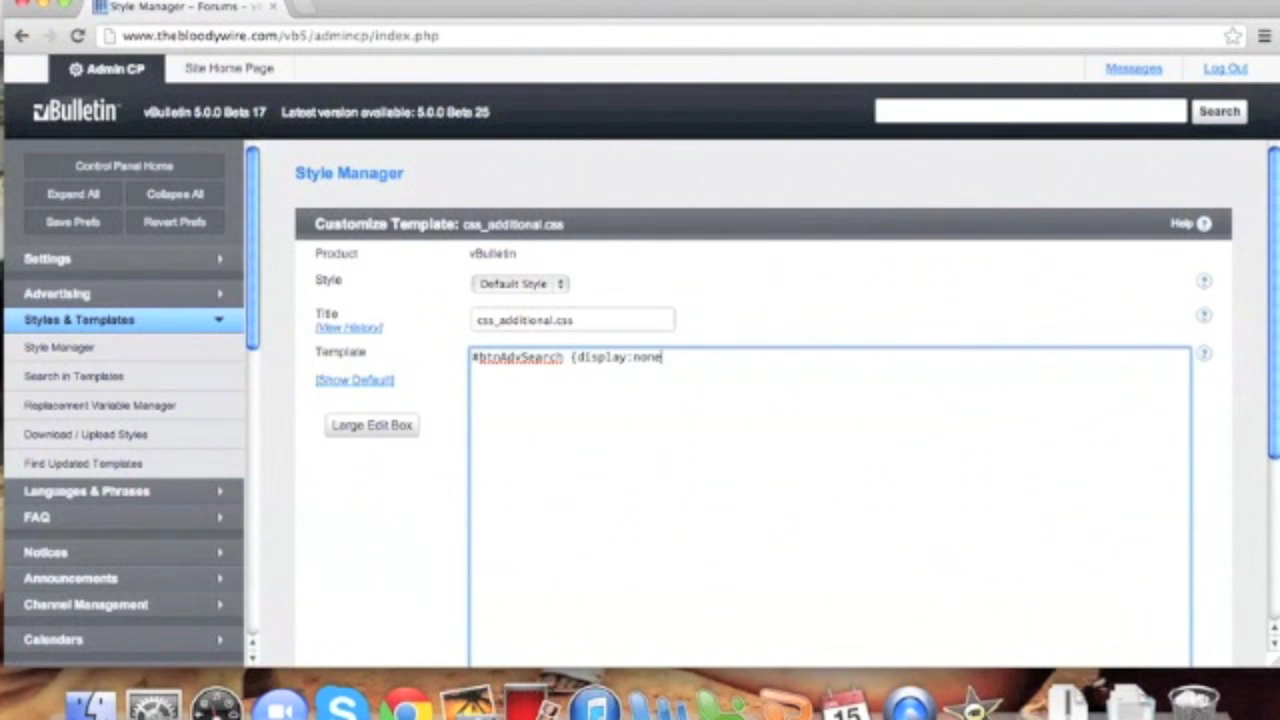 Style Manager – Forums – vB
www.thebloodywire.com/vb5/admincp/index.php
Admin CP Site Home Page Messages Log Out
vBulletin vBulletin 5.0.0 Beta 17 Latest version available: 5.0.0 Beta 25 Search
Control Panel Home
Expand All Collapse All
Save Prefs Revert Prefs
Settings
Advertising
Styles & Templates
Style Manager
Search in Templates
Replacement Variable Manager
Download / Upload Styles
Find Updated Templates
Languages & Phrases
FAQ
Notices
Announcements
Channel Management
Calendars
Style Manager
Customize Template: css_additional.css Help ?
Product vBulletin
Style Default Style ?
Title css_additional.css ?
[View History]
Template #btnAdvSearch {display:none ?
[Show Default]
Large Edit Box
15